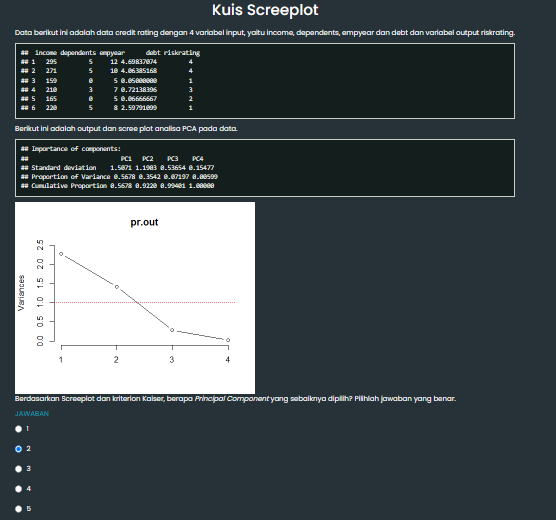 Kuis Screeplot
Data berikut ini adalah data credit rating dengan 4 variabel input, yaitu income, dependents, empyear dan debt dan variabel output riskrating.
## income dependents empyear debt riskrating
## 1 295 5 12 4.69837074 4
## 2 271 5 10 4.06385168 4
## 3 159 0 5 0.05000000 1
## 4 210 3 7 0.72138396 3
## 5 165 0 5 0.06666667 2
## 6 220 5 8 2.59791099 1
Berikut ini adalah output dan scree plot analisa PCA pada data.
## Importance of components:
## PC1 PC2 PC3 PC4
## Standard deviation 1.5071 1.1903 0.53654 0.15477
## Proportion of Variance 0.5678 0.3542 0.07197 0.00599
## Cumulative Proportion 0.5678 0.9220 0.99401 1.00000
pr.out
Variances
2.5
2.0
1.5
1.0
0.5
0.0
1 2 3 4
Berdasarkan Screeplot dan kriterion Kaiser, berapa Principal Component yang sebaiknya dipilih? Pilihlah jawaban yang benar.
JAWABAN
1
2
3
4
5